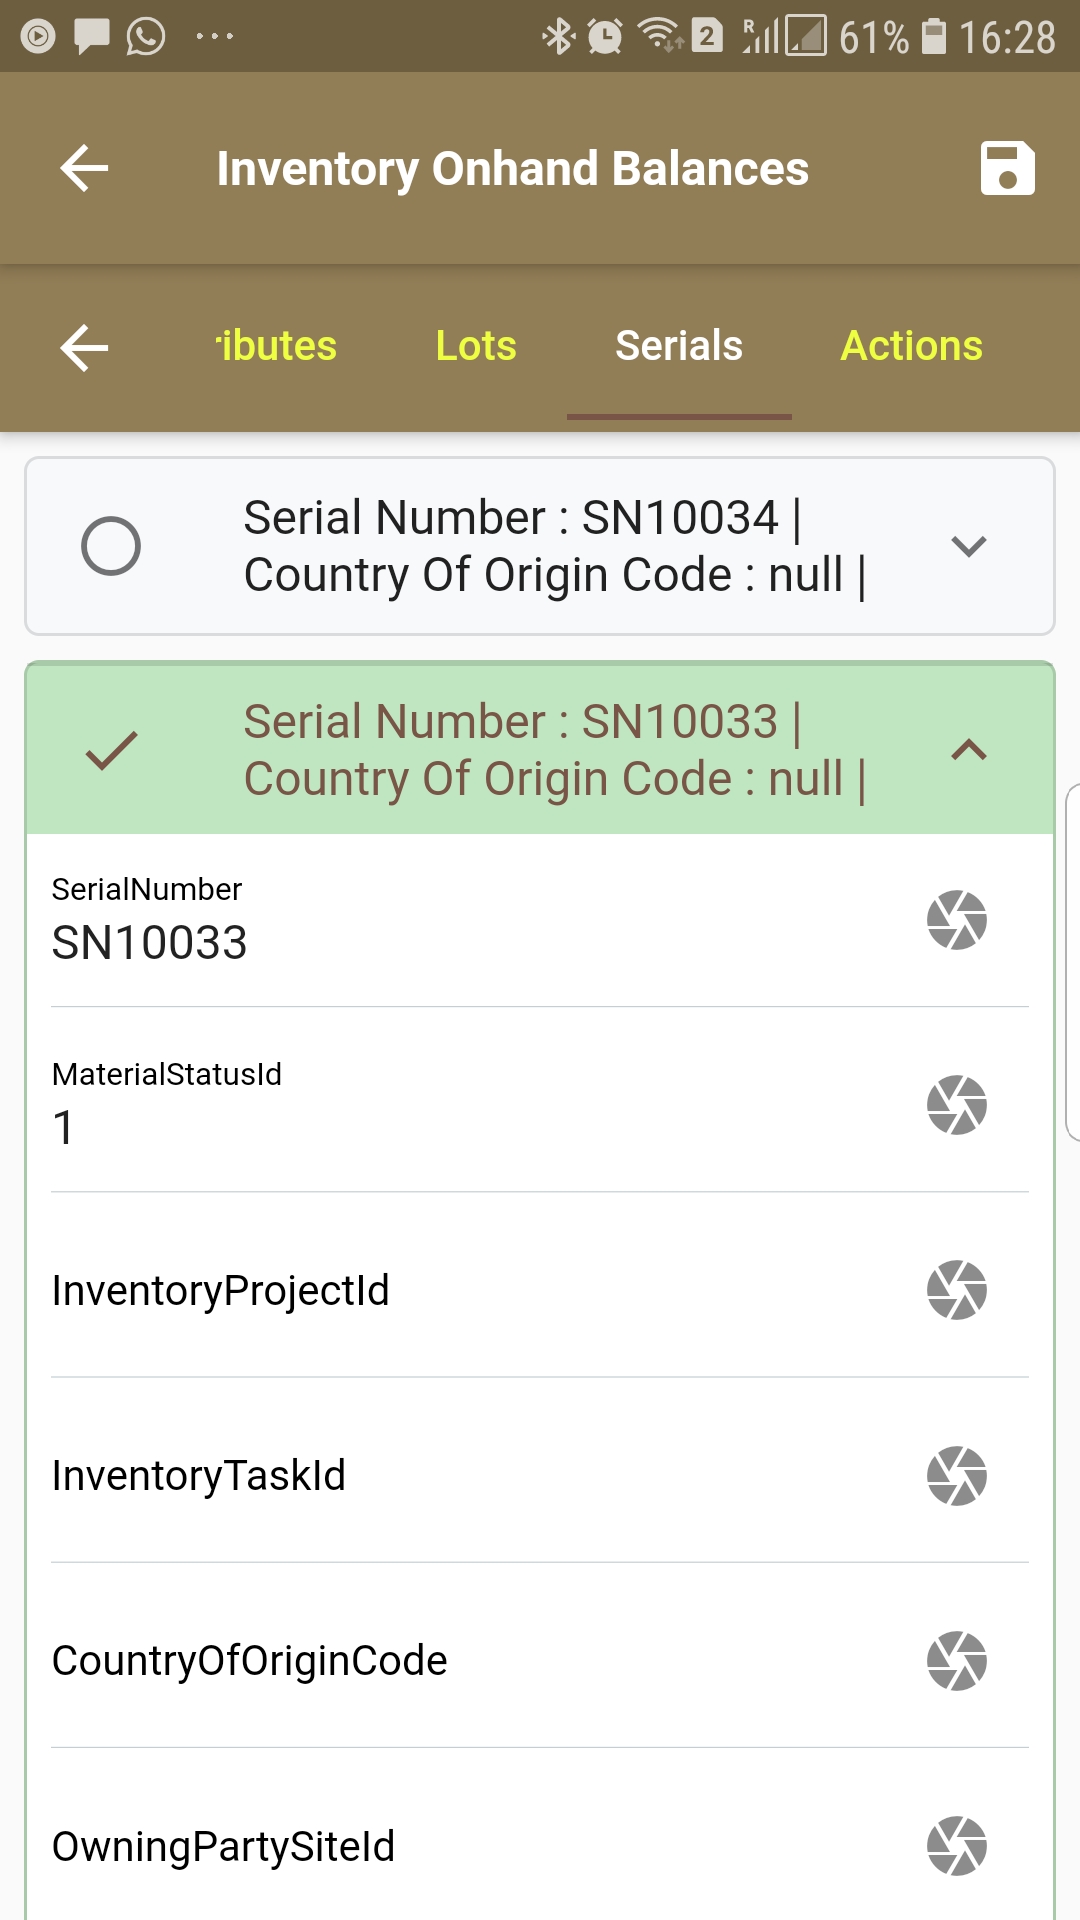 61% 16:28
R 2
Inventory Onhand Balances
ributes Lots Serials Actions
Serial Number : SN10034 |
Country Of Origin Code : null |
Serial Number : SN10033 |
Country Of Origin Code : null |
SerialNumber
SN10033
MaterialStatusId
1
InventoryProjectId
InventoryTaskId
CountryOfOriginCode
OwningPartySiteId